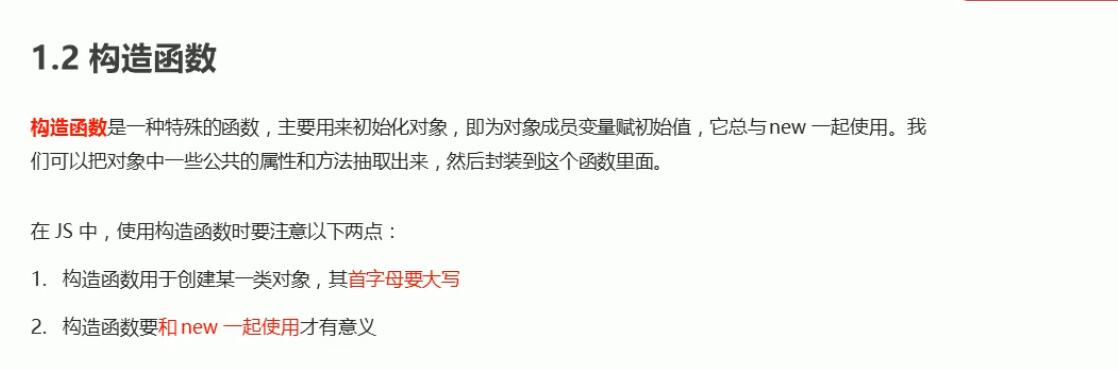 1.2 构造函数
构造函数是一种特殊的函数，主要用来初始化对象，即为对象成员变量赋初始值，它总与 new 一起使用。我
们可以把对象中一些公共的属性和方法抽取出来，然后封装到这个函数里面。
在 JS 中，使用构造函数时要注意以下两点：
1. 构造函数用于创建某一类对象，其首字母要大写
2. 构造函数要和 new 一起使用才有意义